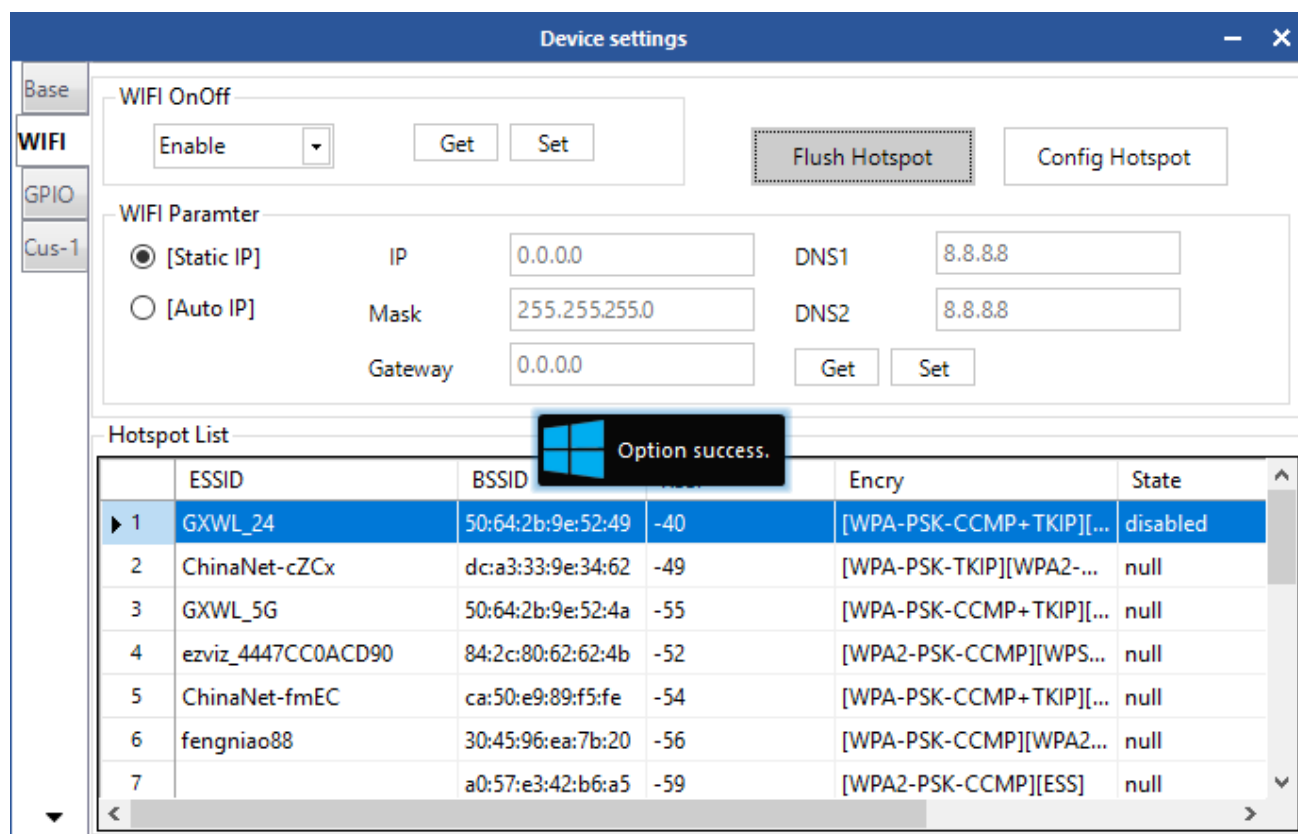 Device settings
Base
WIFI
GPIO
Cus-1
WIFI OnOff
Enable Get Set
Flush Hotspot Config Hotspot
WIFI Paramter
[Static IP] IP 0.0.0.0 DNS1 8.8.8.8
[Auto IP] Mask 255.255.255.0 DNS2 8.8.8.8
Gateway 0.0.0.0 Get Set
Hotspot List
Option success.
ESSID BSSID Encry State
1 GXWL_24 50:64:2b:9e:52:49 -40 [WPA-PSK-CCMP+TKIP][... disabled
2 ChinaNet-cZCx dc:a3:33:9e:34:62 -49 [WPA-PSK-TKIP][WPA2-... null
3 GXWL_5G 50:64:2b:9e:52:4a -55 [WPA-PSK-CCMP+TKIP][... null
4 ezviz_4447CC0ACD90 84:2c:80:62:62:4b -52 [WPA2-PSK-CCMP][WPS... null
5 ChinaNet-fmEC ca:50:e9:89:f5:fe -54 [WPA-PSK-CCMP+TKIP][... null
6 fengniao88 30:45:96:ea:7b:20 -56 [WPA-PSK-CCMP][WPA2... null
7 a0:57:e3:42:b6:a5 -59 [WPA2-PSK-CCMP][ESS] null